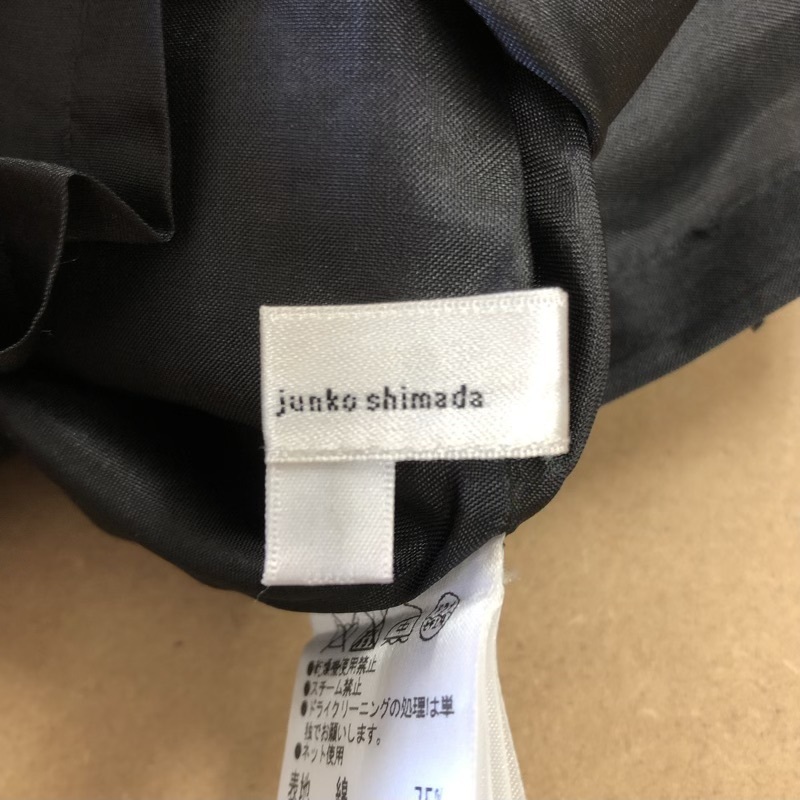 junko shimada
●乾燥機使用禁止
●スチーム禁止
●ドライクリーニングの処理は単
独でお願いします。
●ネット使用
表地 綿 75%